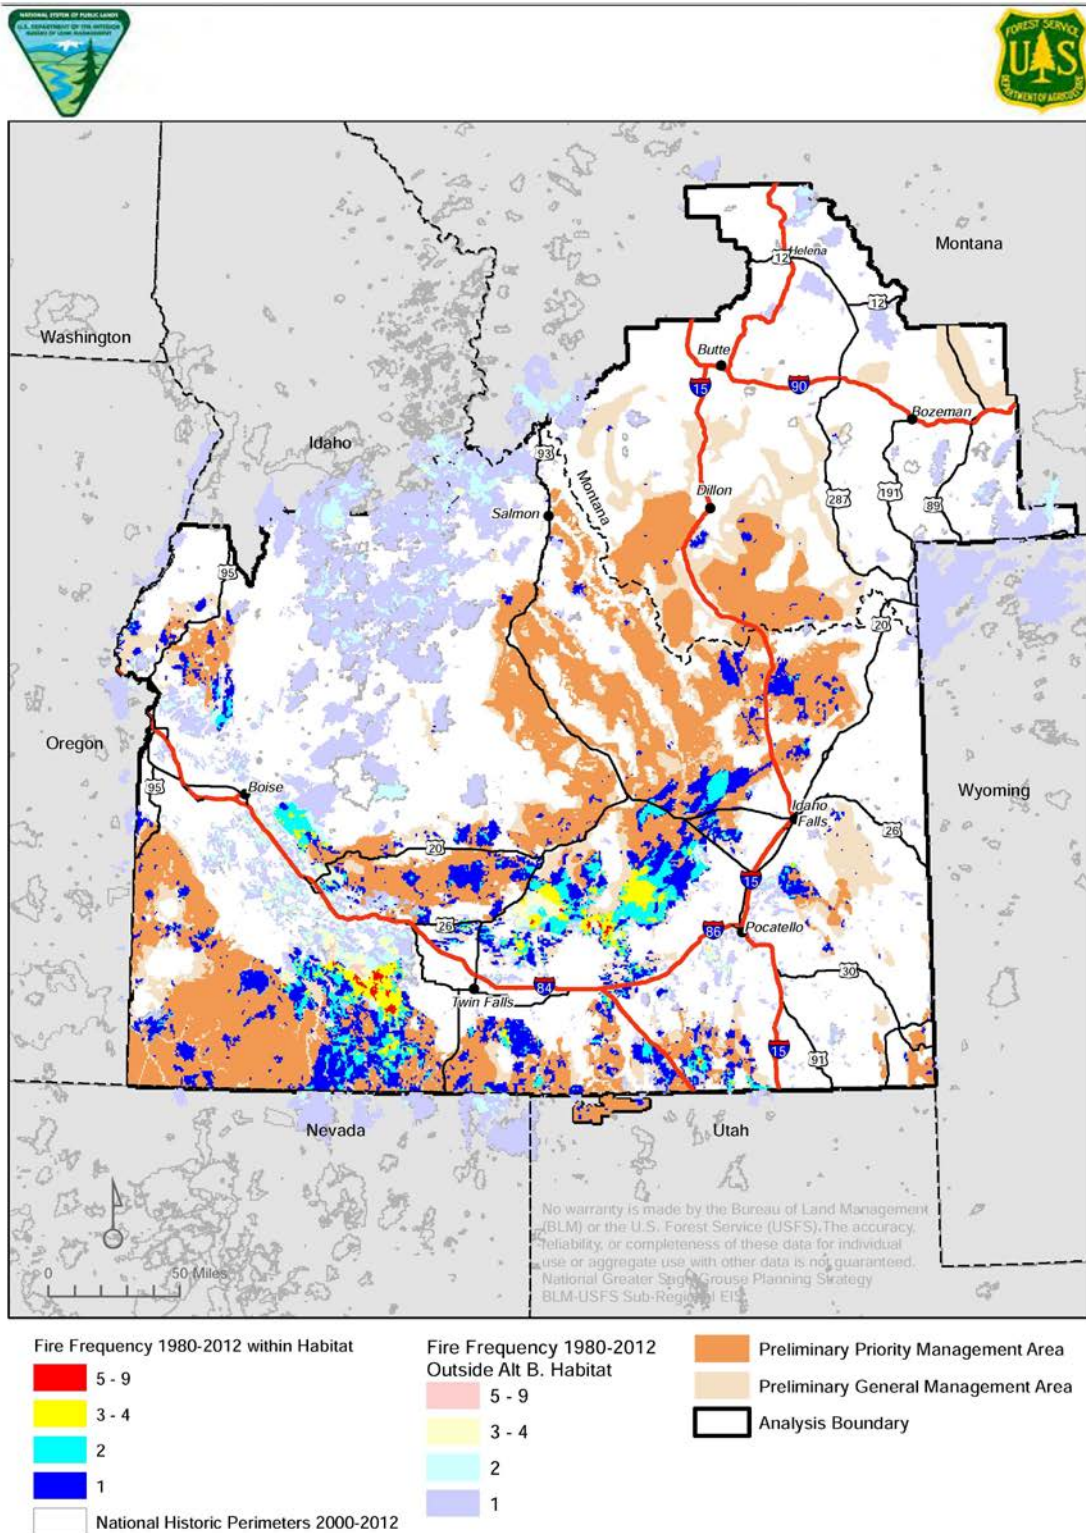 NATIONAL SYSTEM OF PUBLIC LANDS
U.S. DEPARTMENT OF THE INTERIOR
BUREAU OF LAND MANAGEMENT
FOREST SERVICE
U S
DEPARTMENT OF AGRICULTURE
Montana
12
Helena
12
Washington
Butte
15
90
Bozeman
Idaho
93
Montana
Dillon
287
191
89
Salmon
95
20
Oregon
95
Boise
Idaho
Falls
Wyoming
26
20
15
26
86
Pocatello
30
84
Twin Falls
15
91
Nevada
Utah
No warranty is made by the Bureau of Land Management
(BLM) or the U.S. Forest Service (USFS). The accuracy,
reliability, or completeness of these data for individual
use or aggregate use with other data is not guaranteed.
National Greater Sage-Grouse Planning Strategy
BLM-USFS Sub-Regional EIS
0
50 Miles
Fire Frequency 1980-2012 within Habitat
5 - 9
3 - 4
2
1
National Historic Perimeters 2000-2012
Fire Frequency 1980-2012
Outside Alt B. Habitat
5 - 9
3 - 4
2
1
Preliminary Priority Management Area
Preliminary General Management Area
Analysis Boundary